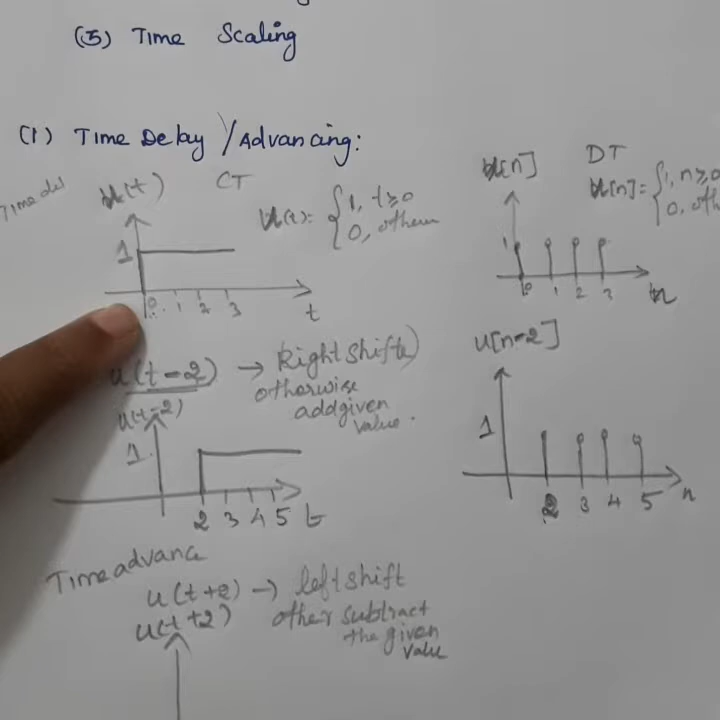 (5) Time Scaling
(1) Time Delay / Advancing:
Time del
u(t) CT
u(t) = { 1, t≥0
0, otherw
1
0 1 2 3
t
u[n] DT
u[n] = { 1, n≥0
0, oth
1
0 1 2 3
n
u(t-2) → Right Shift
otherwise
add given
value.
u(t-2)
1
2 3 4 5 t
u[n-2]
1
2 3 4 5 n
Time advance
u(t+2) → left shift
u(t+2) other subtract
the given
value